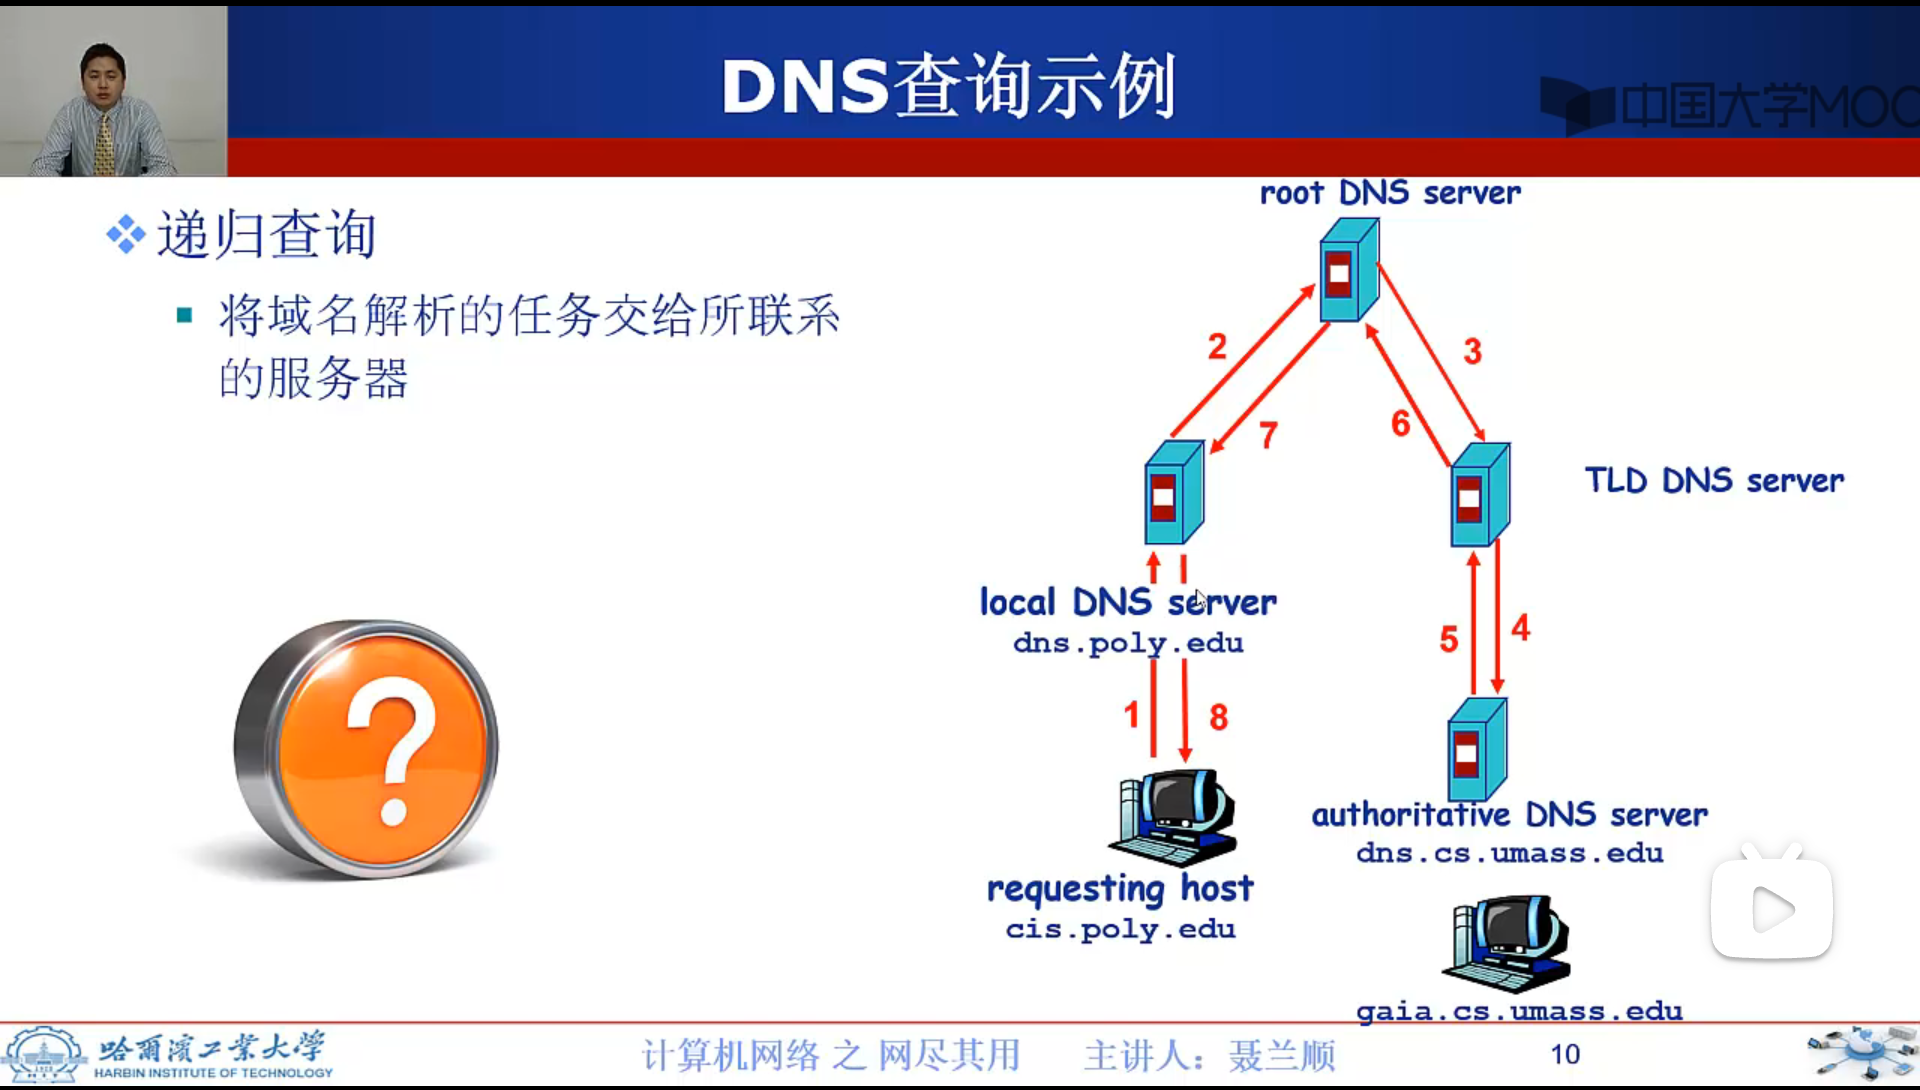 DNS查询示例
中国大学MOO
递归查询
将域名解析的任务交给所联系
的服务器
root DNS server
2
3
7
6
TLD DNS server
local DNS server
dns.poly.edu
5
4
1
8
authoritative DNS server
dns.cs.umass.edu
requesting host
cis.poly.edu
gaia.cs.umass.edu
哈爾濱工業大學
HARBIN INSTITUTE OF TECHNOLOGY
计算机网络 之 网尽其用
主讲人：聂兰顺
10